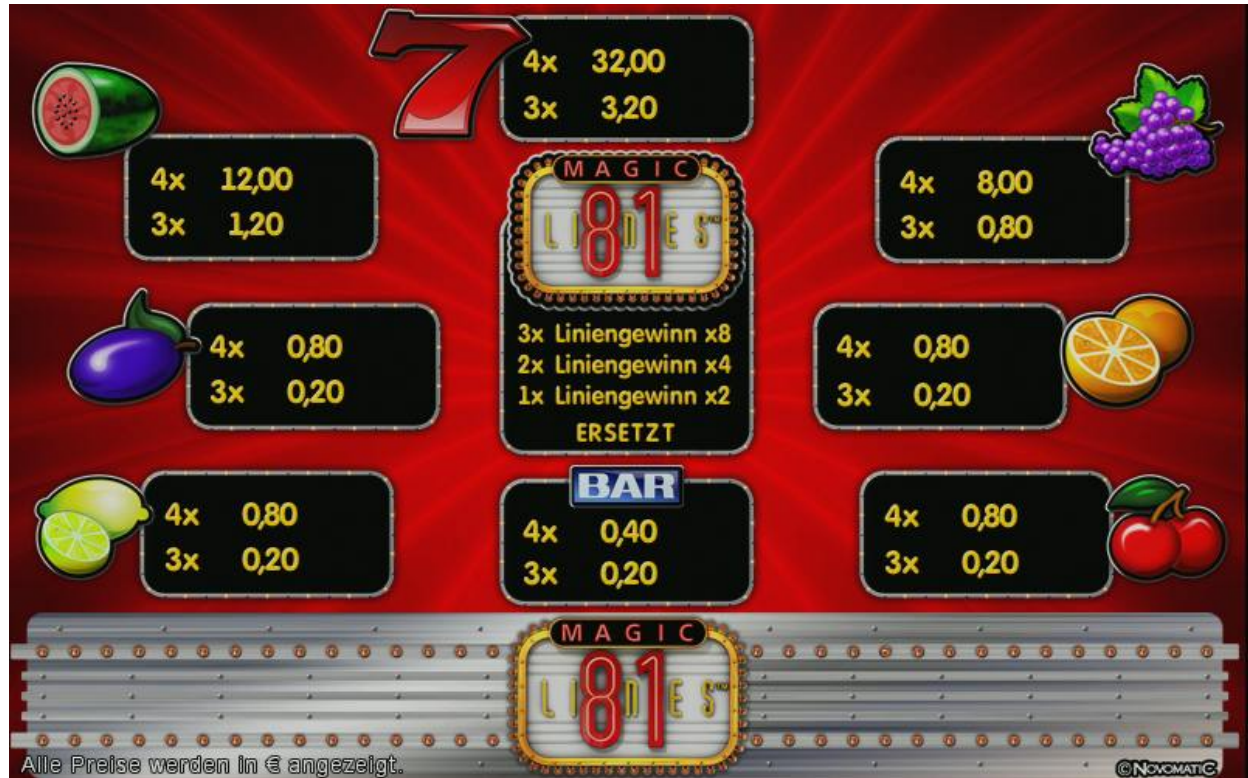 7
4x 32,00
3x 3,20
4x 12,00
3x 1,20
MAGIC
81
LINES™
4x 8,00
3x 0,80
4x 0,80
3x 0,20
3x Liniengewinn x8
2x Liniengewinn x4
1x Liniengewinn x2
ERSETZT
4x 0,80
3x 0,20
4x 0,80
3x 0,20
BAR
4x 0,40
3x 0,20
4x 0,80
3x 0,20
MAGIC
81
LINES™
Alle Preise werden in € angezeigt.
©NOVOMATIC